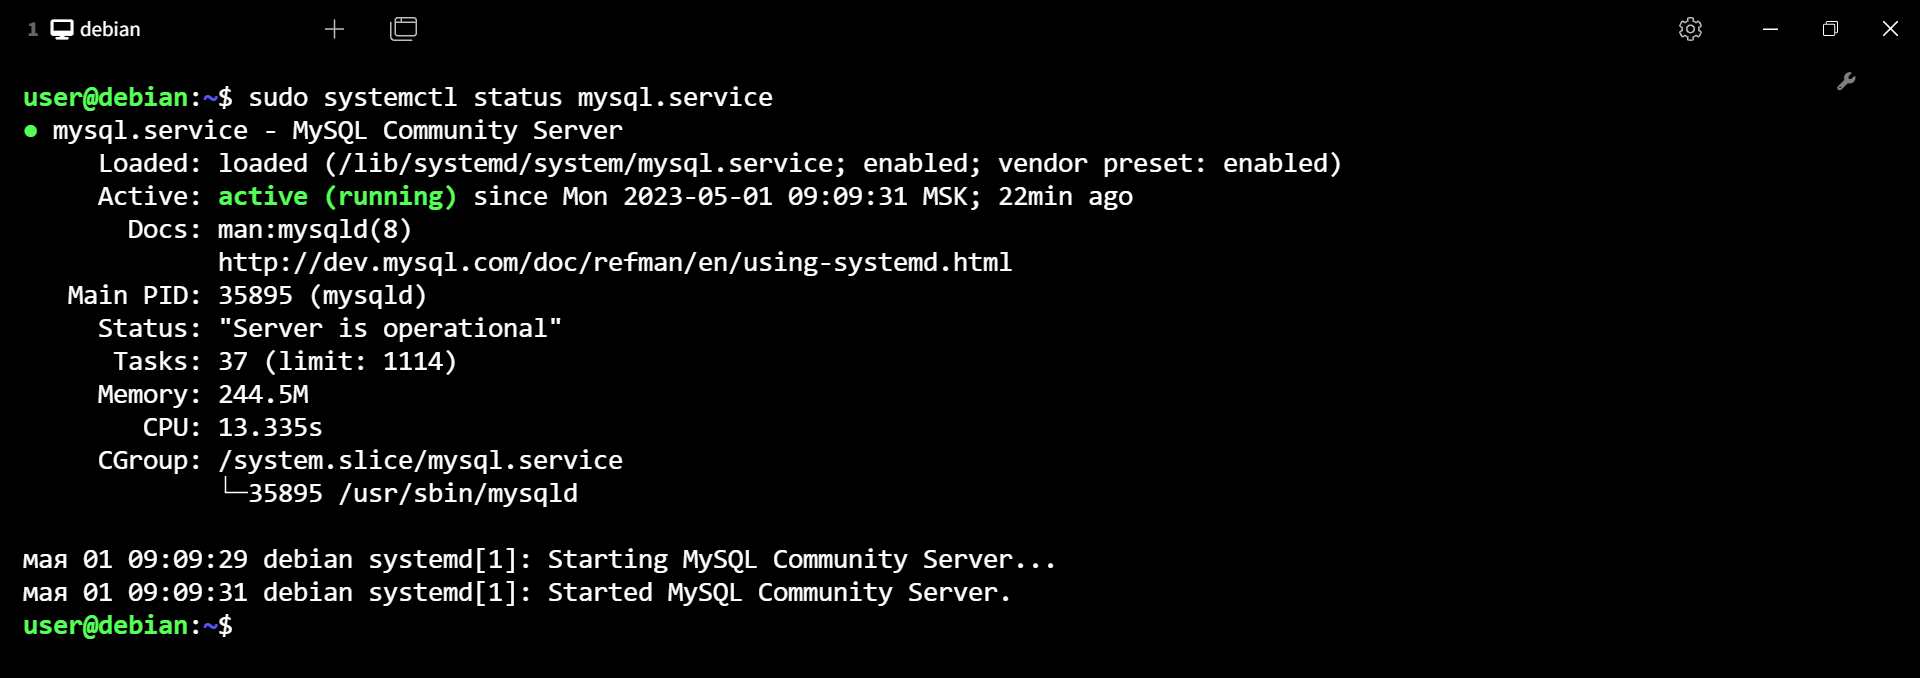 1 debian
user@debian:~$ sudo systemctl status mysql.service
● mysql.service - MySQL Community Server
     Loaded: loaded (/lib/systemd/system/mysql.service; enabled; vendor preset: enabled)
     Active: active (running) since Mon 2023-05-01 09:09:31 MSK; 22min ago
       Docs: man:mysqld(8)
             http://dev.mysql.com/doc/refman/en/using-systemd.html
   Main PID: 35895 (mysqld)
     Status: "Server is operational"
      Tasks: 37 (limit: 1114)
     Memory: 244.5M
        CPU: 13.335s
     CGroup: /system.slice/mysql.service
             └─35895 /usr/sbin/mysqld
мая 01 09:09:29 debian systemd[1]: Starting MySQL Community Server...
мая 01 09:09:31 debian systemd[1]: Started MySQL Community Server.
user@debian:~$